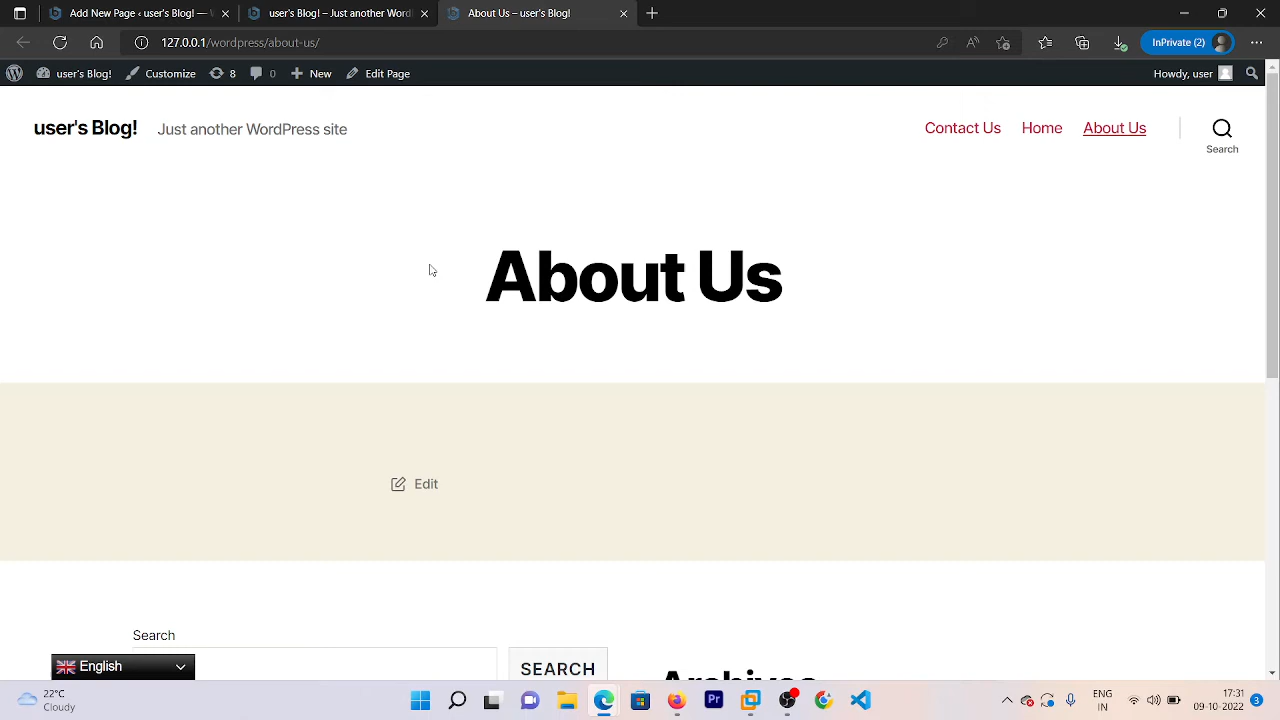 Add New Page ‹ user's Blog! —
user's Blog! – Just another Word
About Us – user's Blog!
127.0.0.1/wordpress/about-us/
InPrivate (2)
user's Blog!
Customize
8
0
New
Edit Page
Howdy, user
user's Blog!
Just another WordPress site
Contact Us
Home
About Us
Search
About Us
Edit
Search
SEARCH
Archives
English
22°C
Cloudy
Pr
ENG
IN
17:31
09-10-2022
3